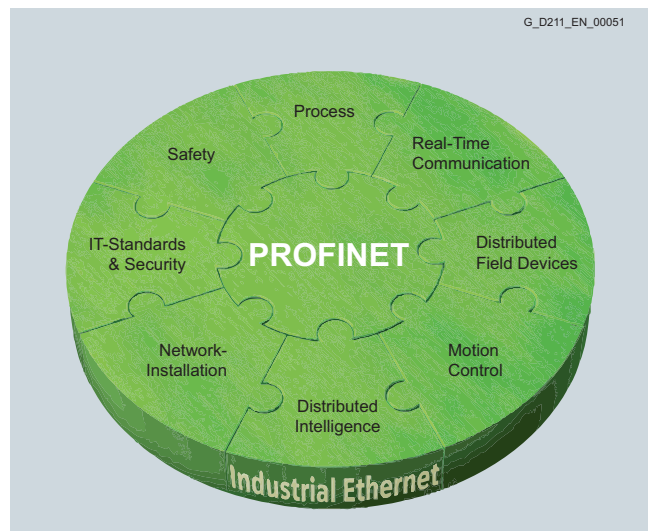 G_D211_EN_00051
Process
Real-Time
Communication
Safety
IT-Standards
& Security
PROFINET
Distributed
Field Devices
Network-
Installation
Motion
Control
Distributed
Intelligence
Industrial Ethernet